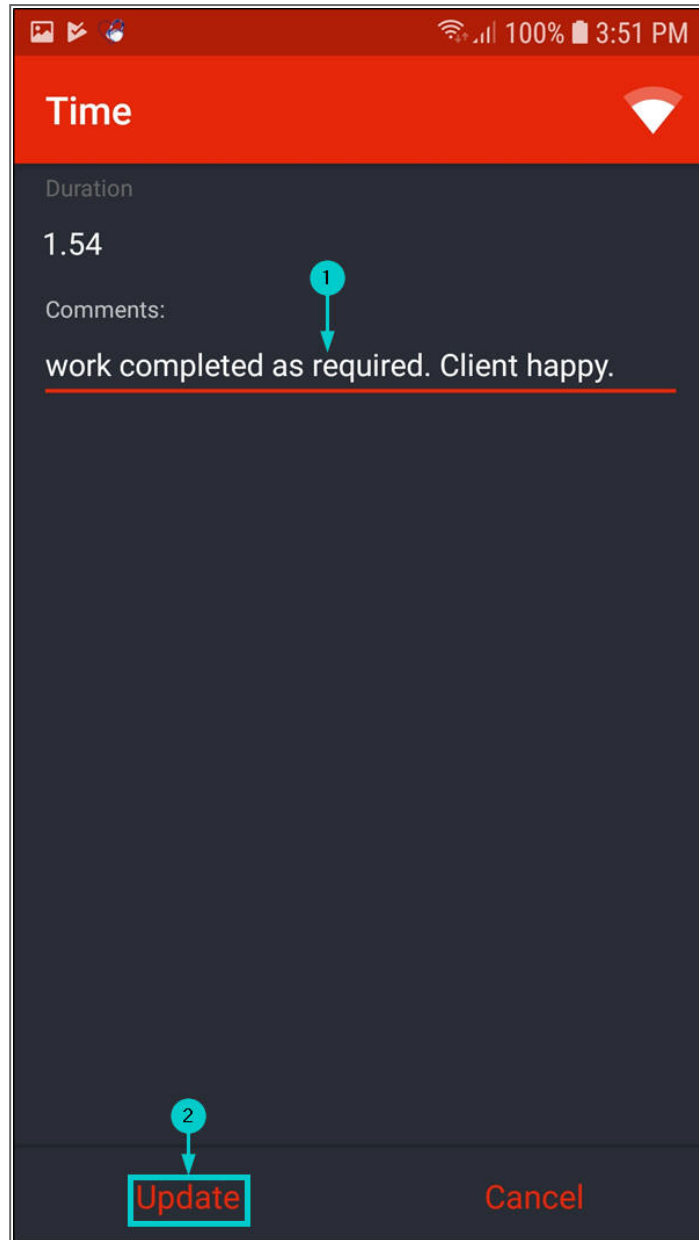 100% 3:51 PM
Time
Duration
1.54
1
Comments:
work completed as required. Client happy.
2
Update Cancel